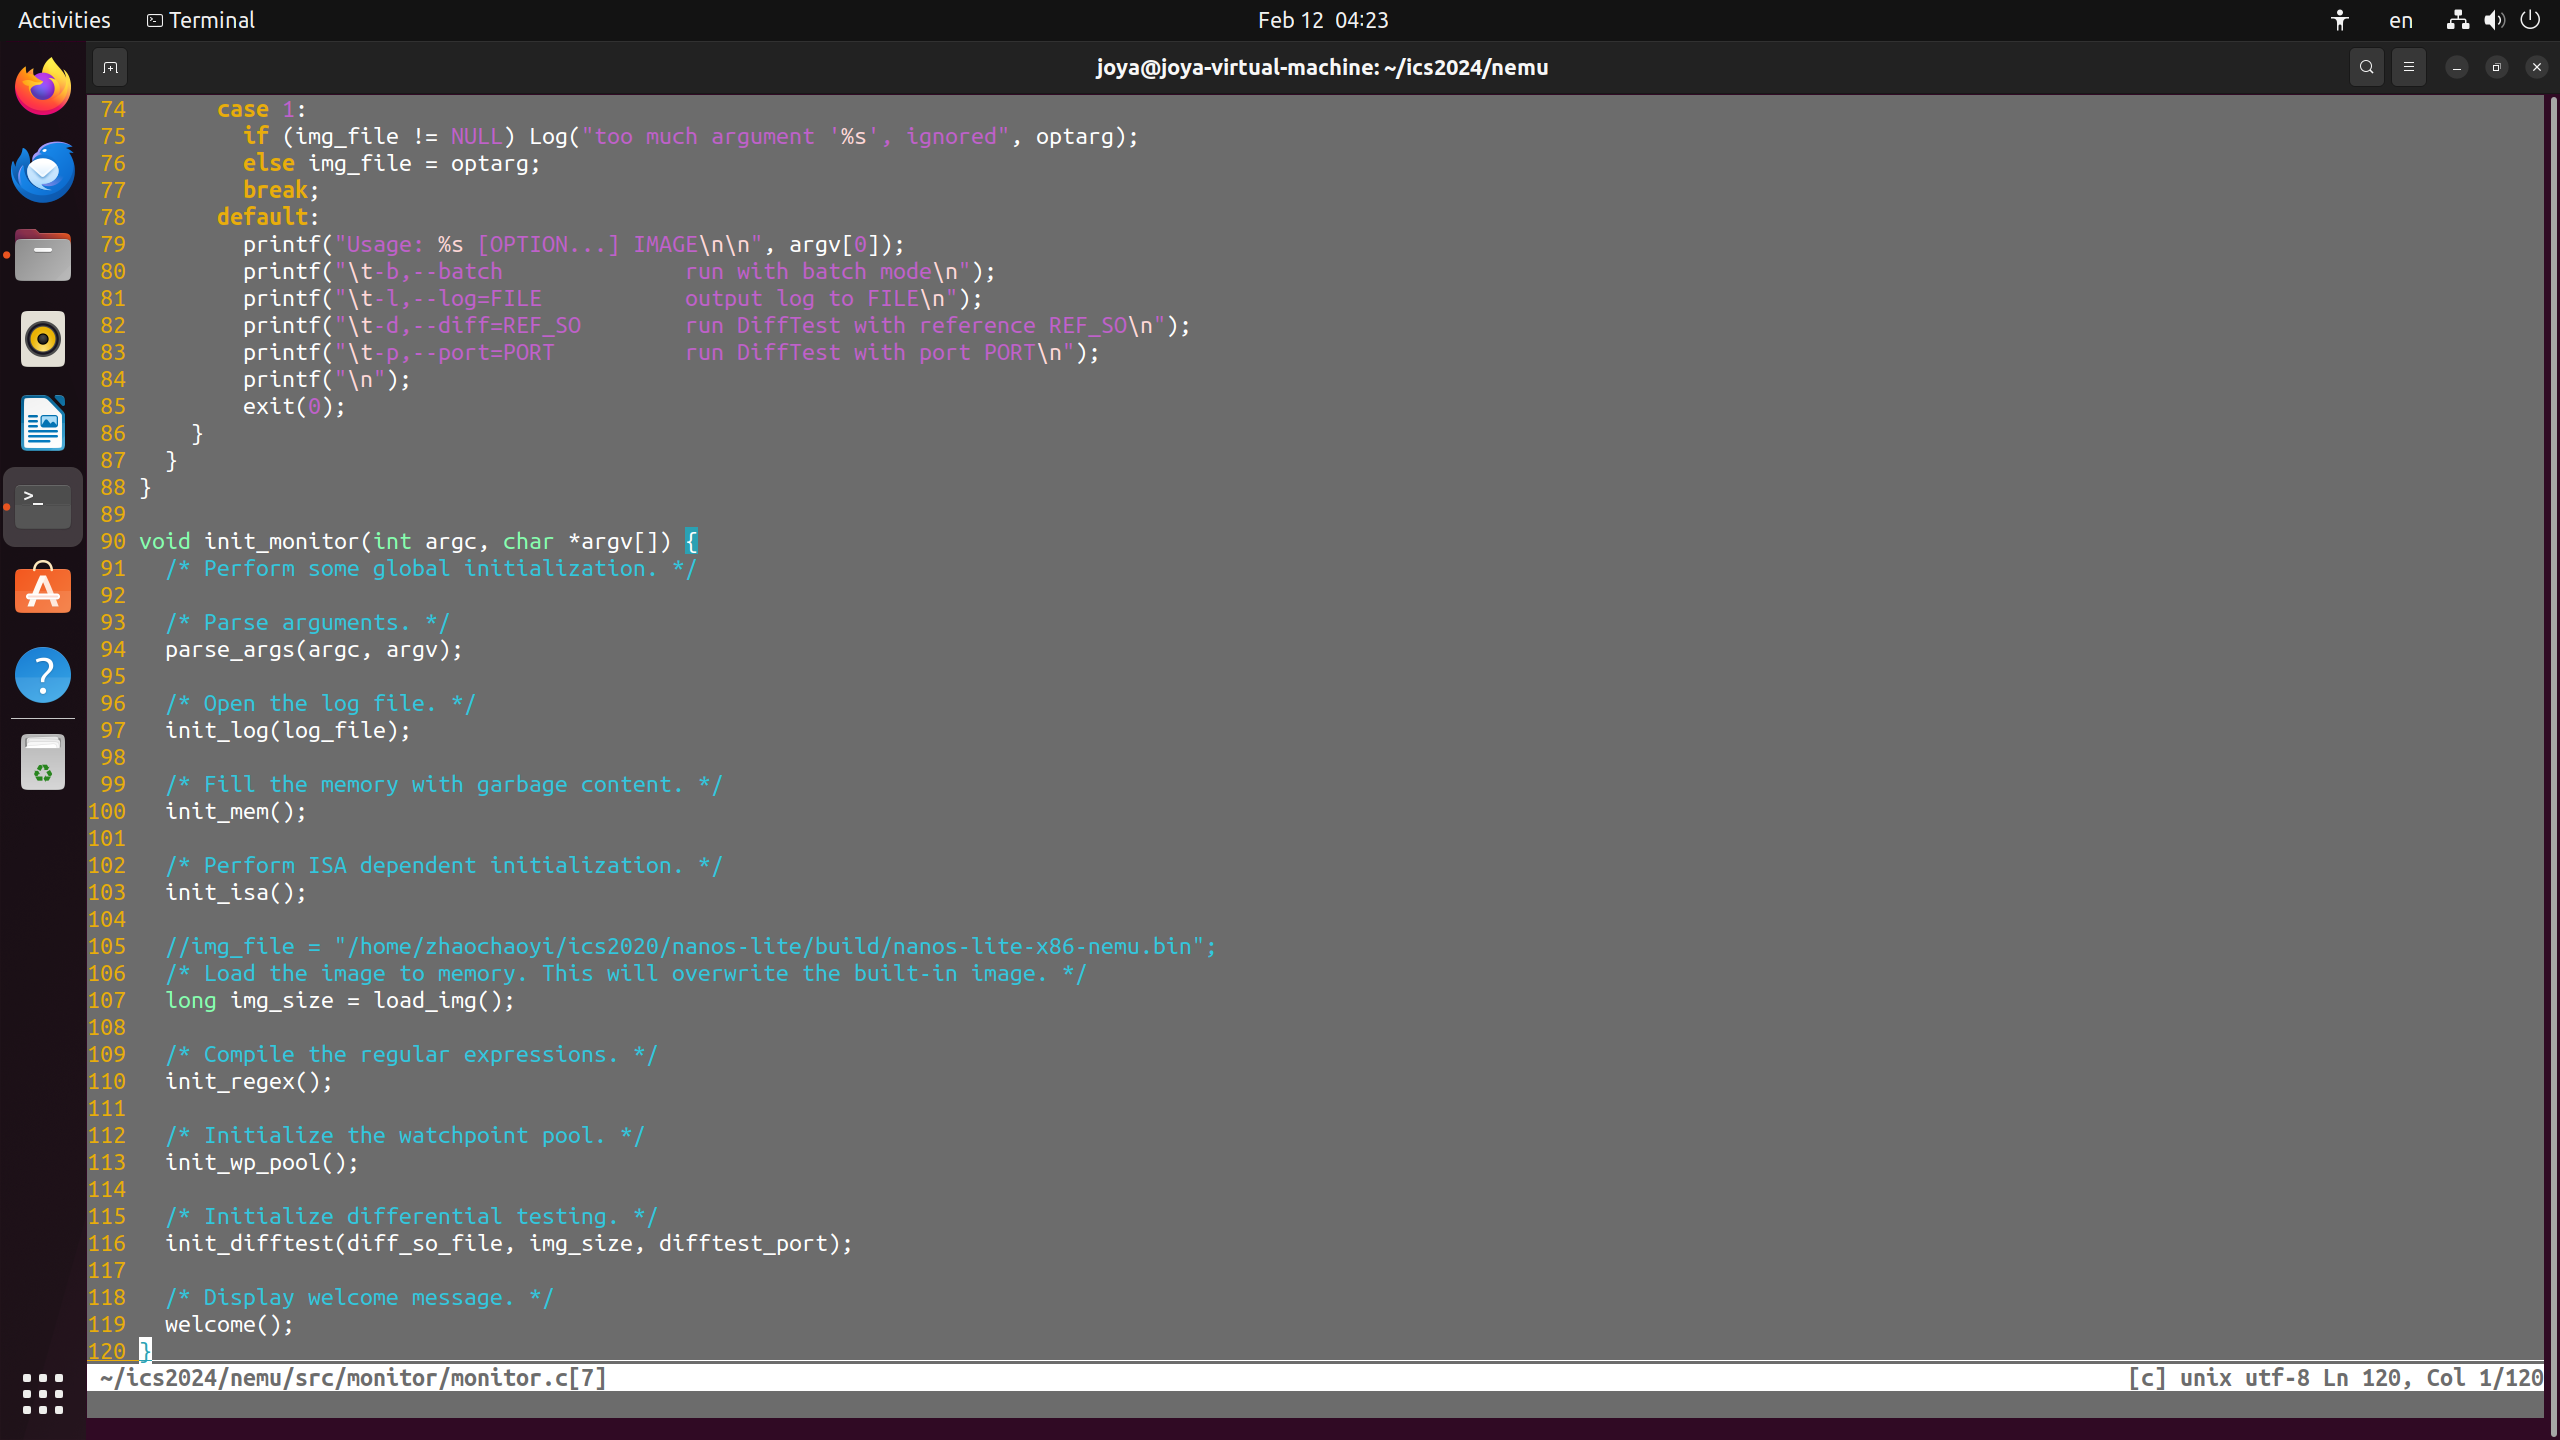 Activities Terminal Feb 12 04:23 en
joya@joya-virtual-machine: ~/ics2024/nemu
74       case 1:
75         if (img_file != NULL) Log("too much argument '%s', ignored", optarg);
76         else img_file = optarg;
77         break;
78       default:
79         printf("Usage: %s [OPTION...] IMAGE\n\n", argv[0]);
80         printf("\t-b,--batch              run with batch mode\n");
81         printf("\t-l,--log=FILE           output log to FILE\n");
82         printf("\t-d,--diff=REF_SO        run DiffTest with reference REF_SO\n");
83         printf("\t-p,--port=PORT          run DiffTest with port PORT\n");
84         printf("\n");
85         exit(0);
86     }
87   }
88 }
89
90 void init_monitor(int argc, char *argv[]) {
91   /* Perform some global initialization. */
92
93   /* Parse arguments. */
94   parse_args(argc, argv);
95
96   /* Open the log file. */
97   init_log(log_file);
98
99   /* Fill the memory with garbage content. */
100   init_mem();
101
102   /* Perform ISA dependent initialization. */
103   init_isa();
104
105   //img_file = "/home/zhaochaoyi/ics2020/nanos-lite/build/nanos-lite-x86-nemu.bin";
106   /* Load the image to memory. This will overwrite the built-in image. */
107   long img_size = load_img();
108
109   /* Compile the regular expressions. */
110   init_regex();
111
112   /* Initialize the watchpoint pool. */
113   init_wp_pool();
114
115   /* Initialize differential testing. */
116   init_difftest(diff_so_file, img_size, difftest_port);
117
118   /* Display welcome message. */
119   welcome();
120 }
~/ics2024/nemu/src/monitor/monitor.c[7] [c] unix utf-8 Ln 120, Col 1/120